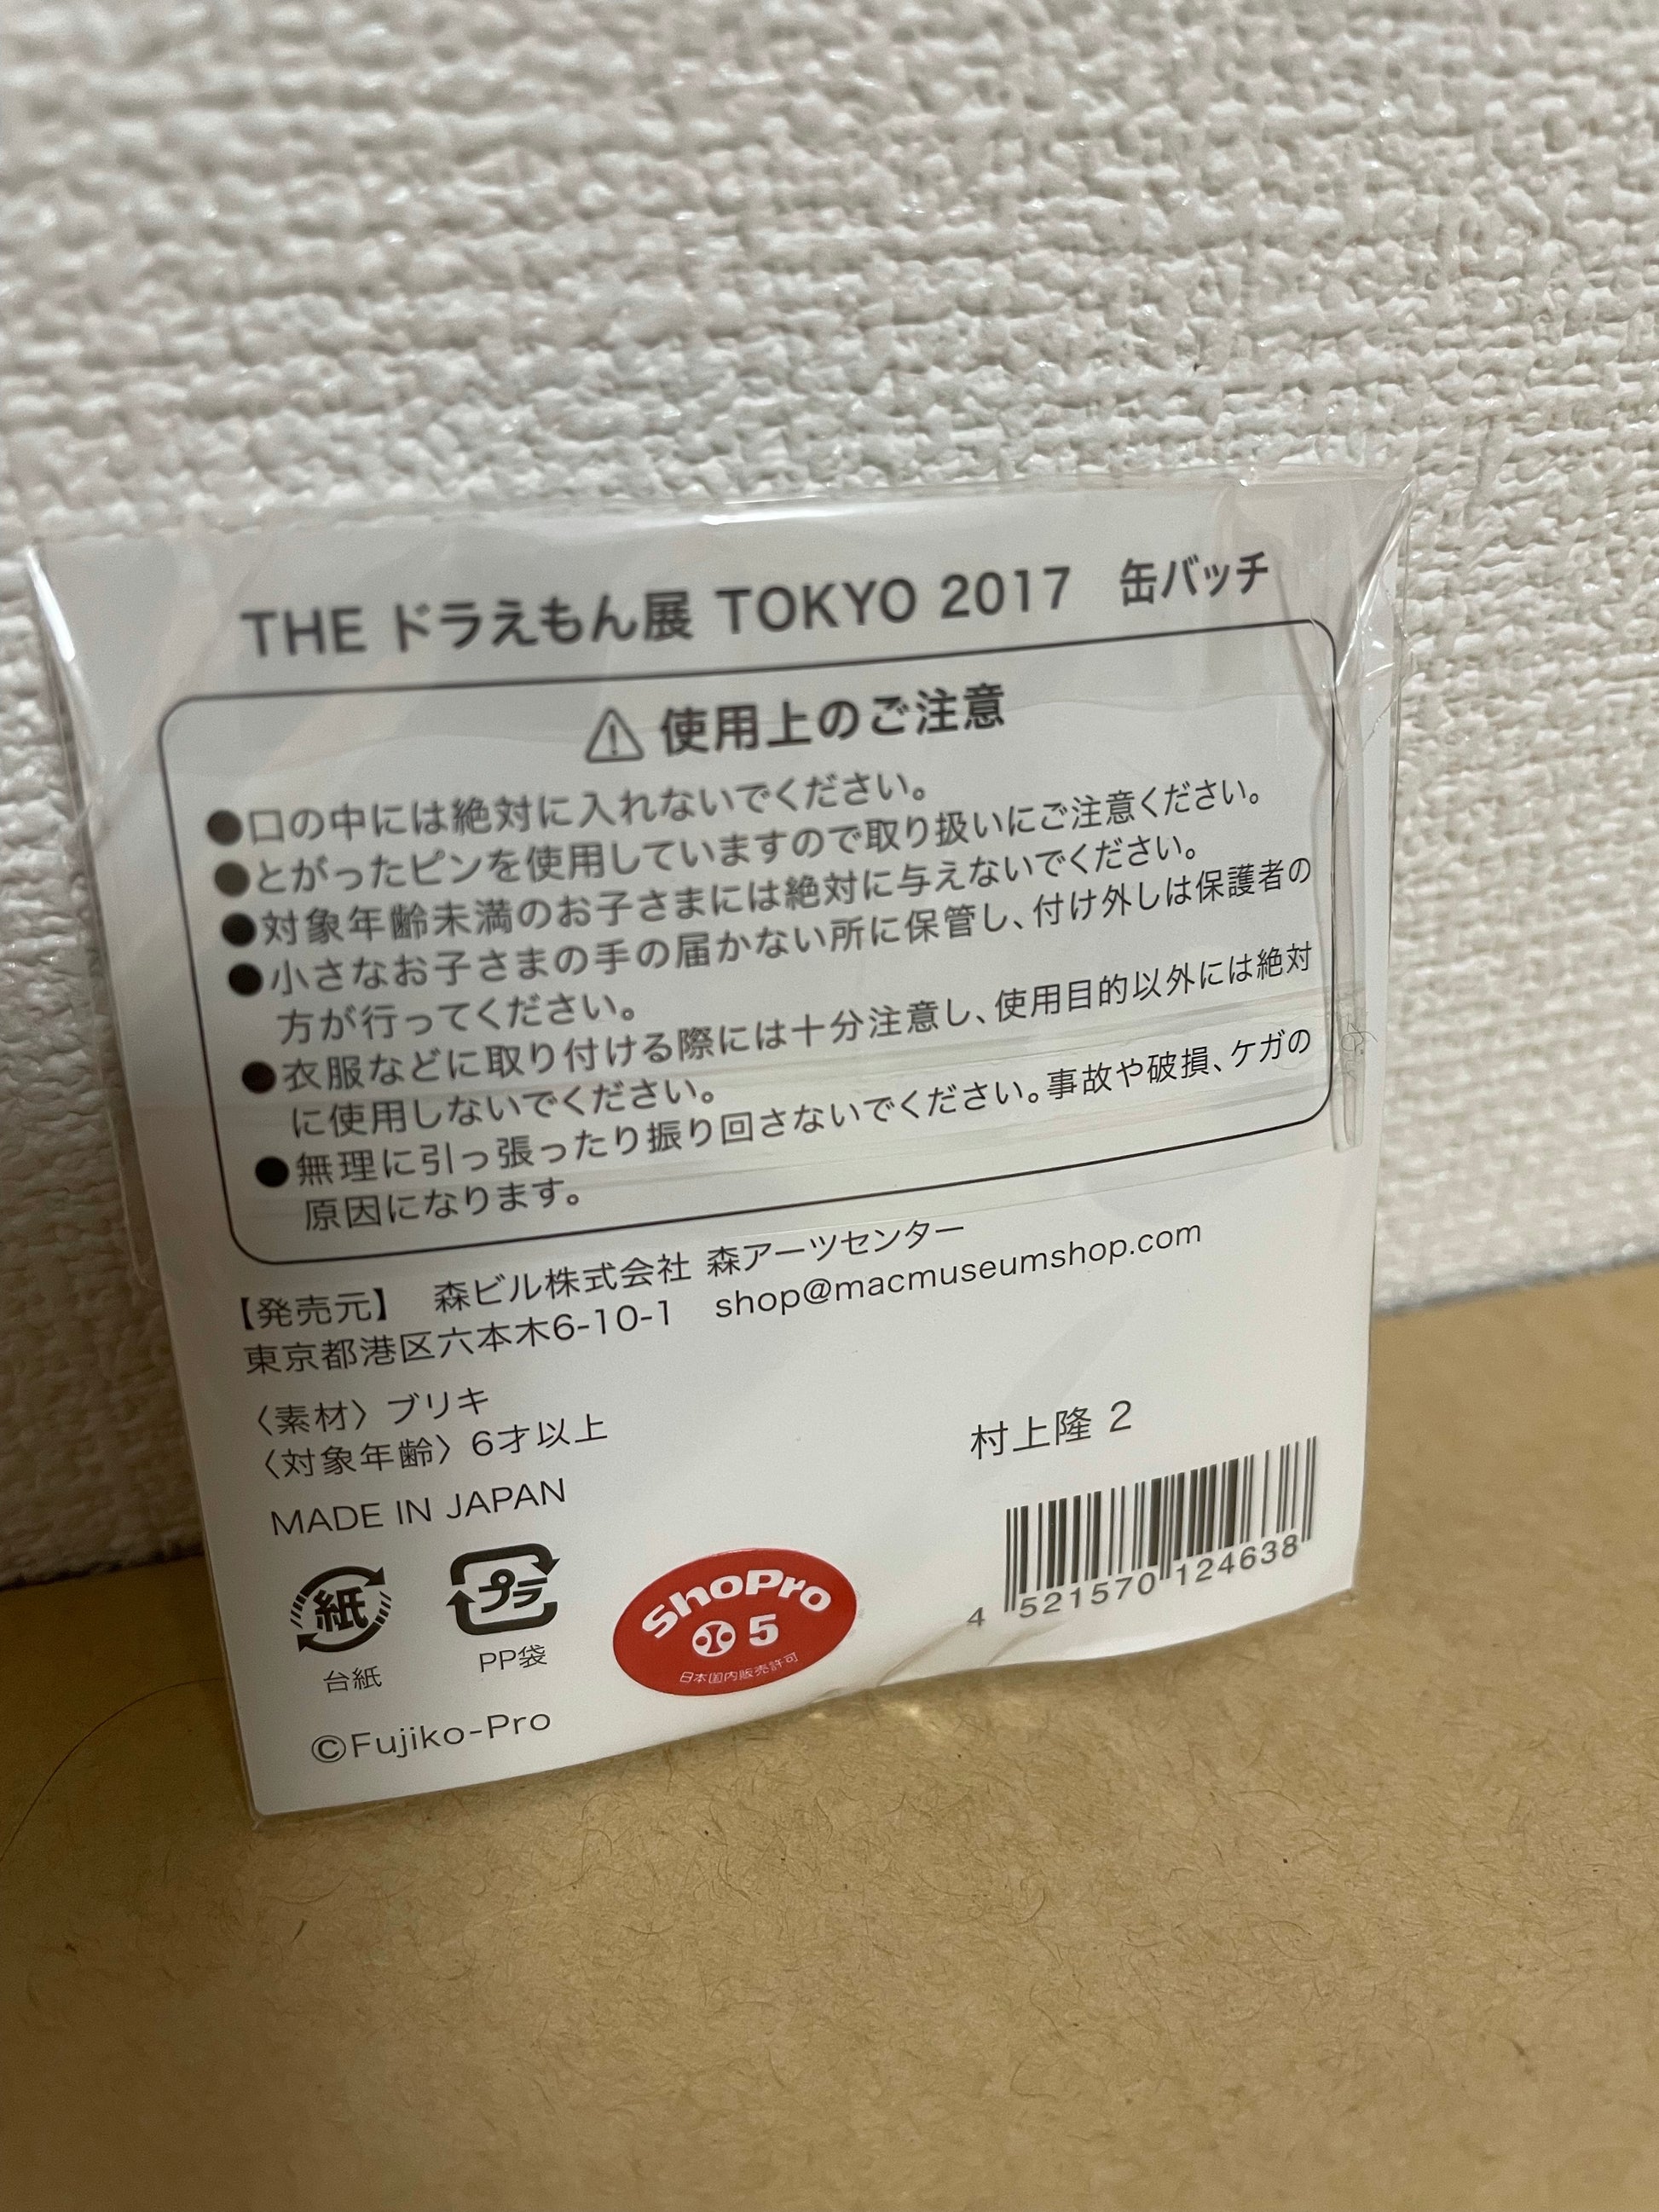 THE ドラえもん展 TOKYO 2017　缶バッチ
⚠ 使用上のご注意
●口の中には絶対に入れないでください。
●とがったピンを使用していますので取り扱いにご注意ください。
●対象年齢未満のお子さまには絶対に与えないでください。
●小さなお子さまの手の届かない所に保管し、付け外しは保護者の
方が行ってください。
●衣服などに取り付ける際には十分注意し、使用目的以外には絶対
に使用しないでください。
●無理に引っ張ったり振り回さないでください。事故や破損、ケガの
原因になります。
【発売元】　森ビル株式会社 森アーツセンター
東京都港区六本木6-10-1　shop@macmuseumshop.com
〈素材〉ブリキ
〈対象年齢〉6才以上
村上隆 2
MADE IN JAPAN
紙
台紙
プラ
PP袋
ShoPro
5
日本国内販売許可
4 521570 124638
©Fujiko-Pro